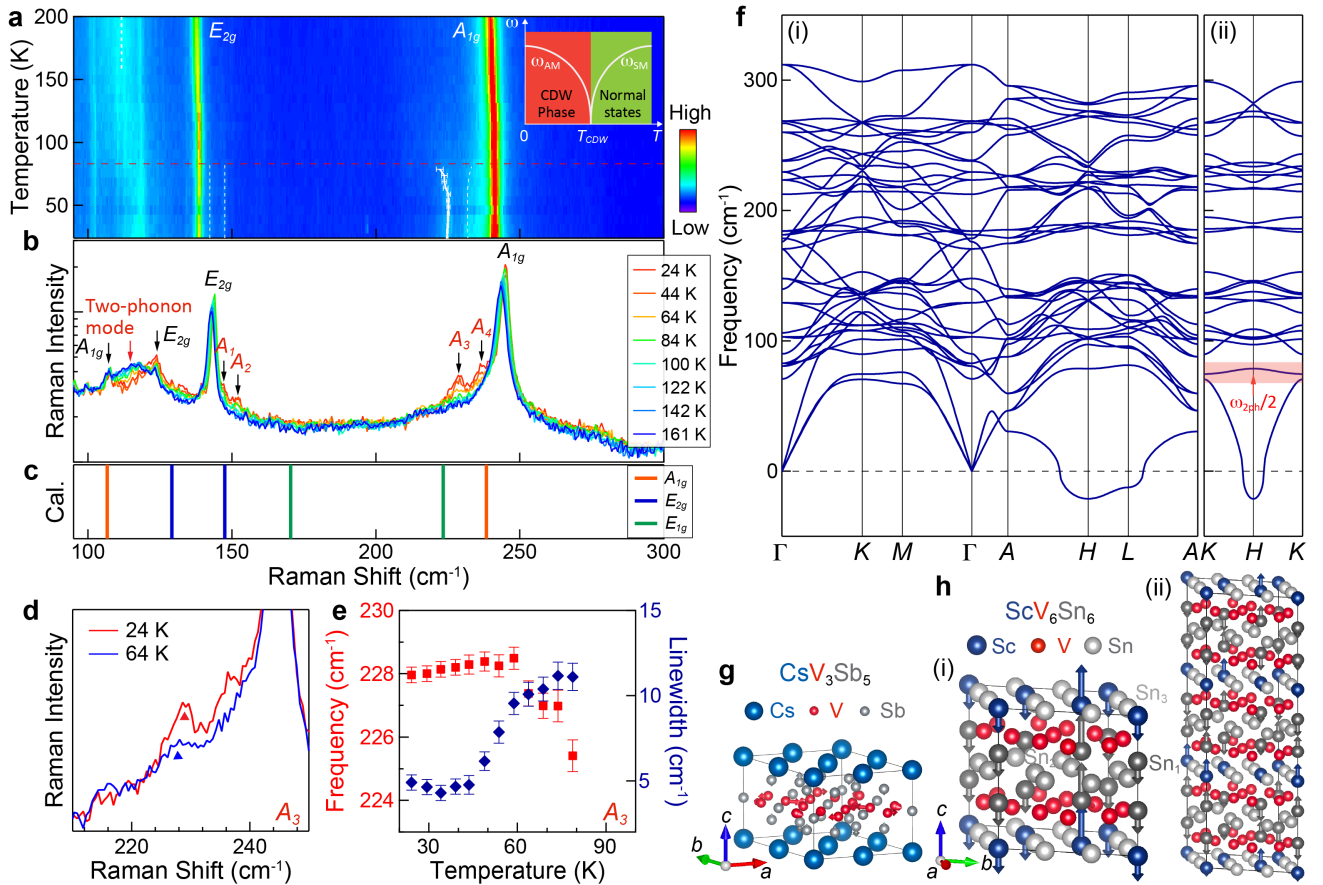 a
Temperature (K)
200
150
100
50
E2g
A1g
ω
ωAM
ωSM
CDW
Phase
Normal
states
0
TCDW
T
High
Low
b
Raman Intensity
Two-phonon
mode
A1g
E2g
E2g
A1
A2
A3
A4
A1g
24 K
44 K
64 K
84 K
100 K
122 K
142 K
161 K
c
Cal.
A1g
E2g
E1g
100
150
200
250
300
Raman Shift (cm-1)
d
Raman Intensity
24 K
64 K
A3
220
240
Raman Shift (cm-1)
e
Frequency (cm-1)
230
228
226
224
Linewidth (cm-1)
15
10
5
A3
30
60
90
Temperature (K)
f
(i)
(ii)
Frequency (cm-1)
300
200
100
0
ω2ph/2
Γ
K
M
Γ
A
H
L
A
K
H
K
g
CsV3Sb5
Cs
V
Sb
c
b
a
h
ScV6Sn6
Sc
V
Sn
(i)
(ii)
Sn3
Sn1
c
a
b